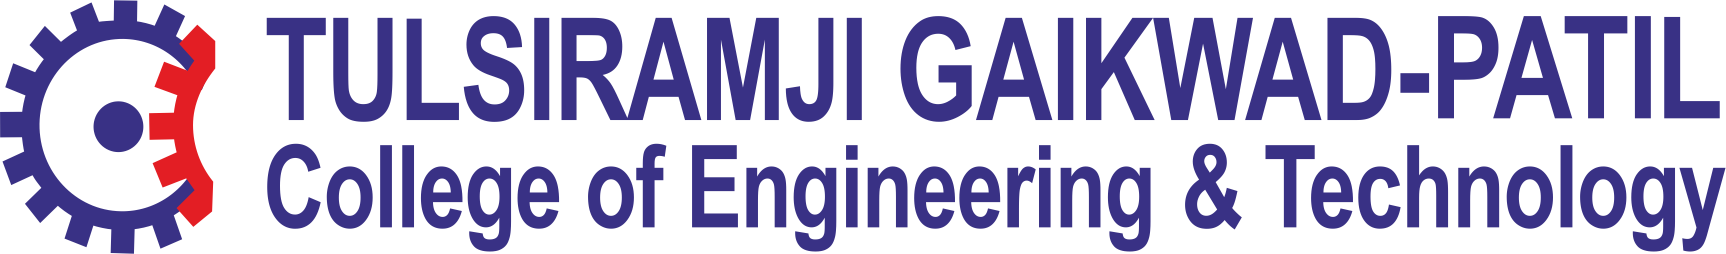 TULSIRAMJI GAIKWAD-PATIL
College of Engineering & Technology